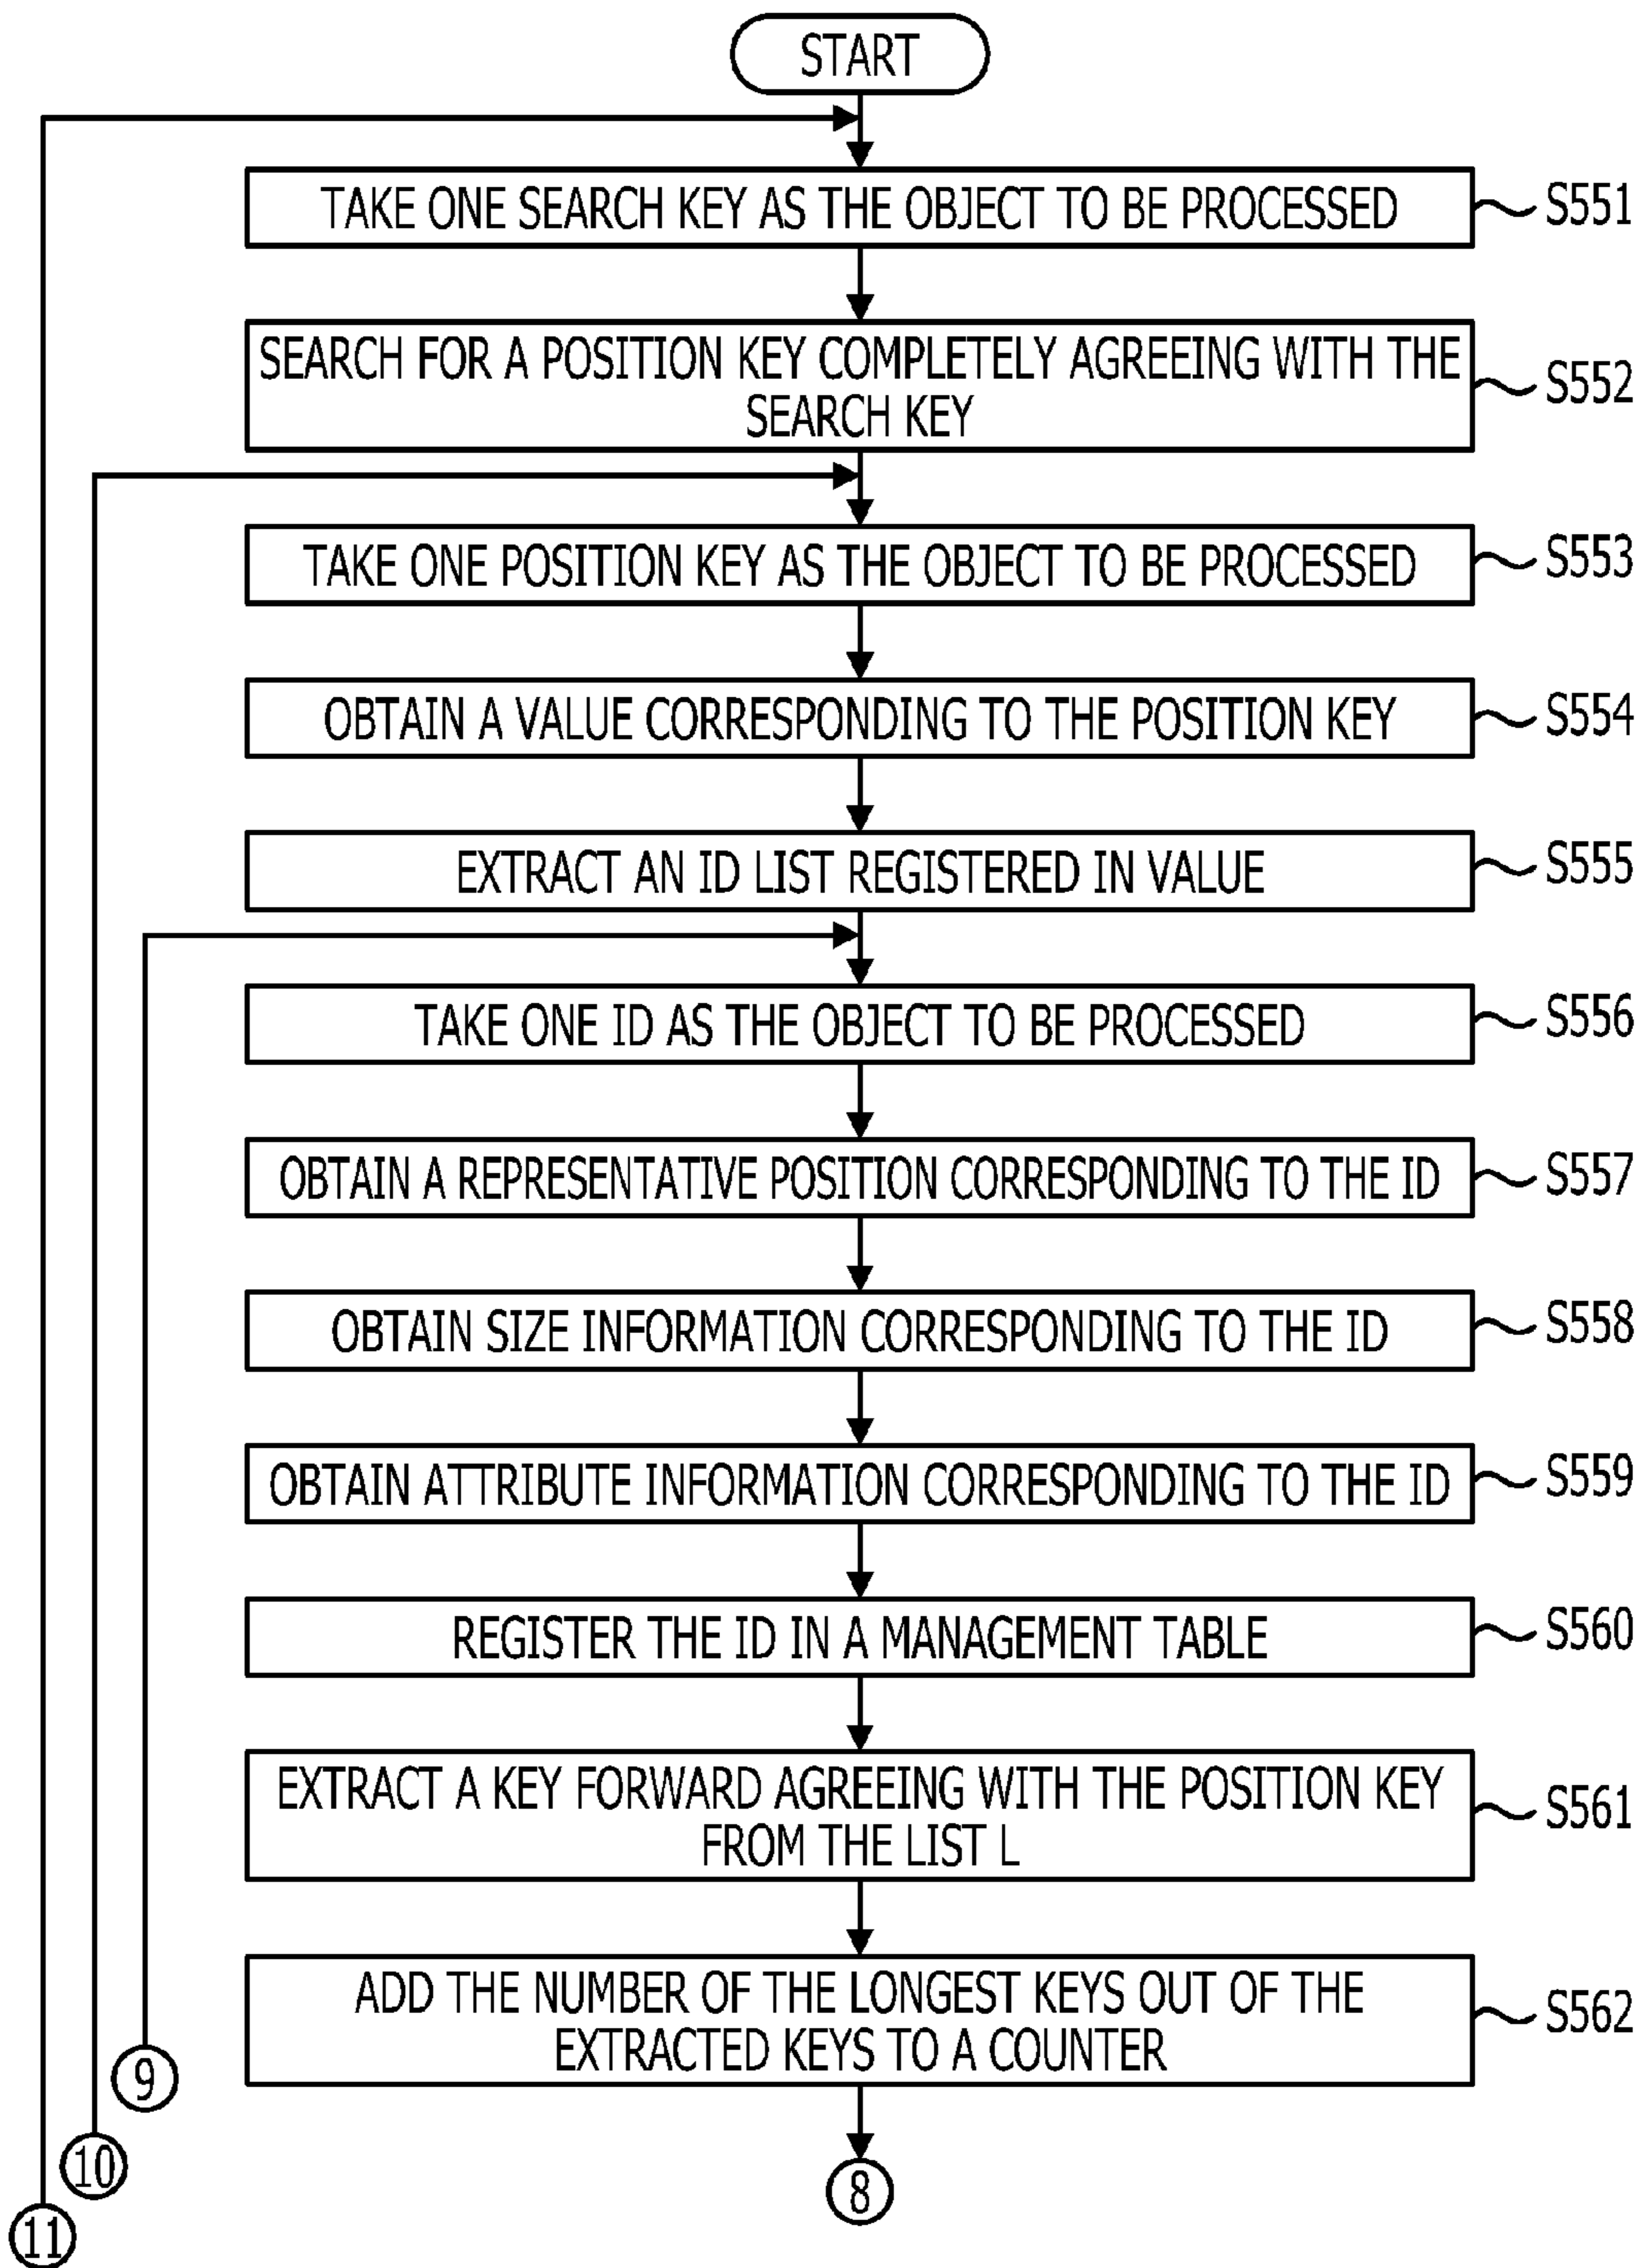 START
TAKE ONE SEARCH KEY AS THE OBJECT TO BE PROCESSED
S551
SEARCH FOR A POSITION KEY COMPLETELY AGREEING WITH THE
SEARCH KEY
S552
TAKE ONE POSITION KEY AS THE OBJECT TO BE PROCESSED
S553
OBTAIN A VALUE CORRESPONDING TO THE POSITION KEY
S554
EXTRACT AN ID LIST REGISTERED IN VALUE
S555
TAKE ONE ID AS THE OBJECT TO BE PROCESSED
S556
OBTAIN A REPRESENTATIVE POSITION CORRESPONDING TO THE ID
S557
OBTAIN SIZE INFORMATION CORRESPONDING TO THE ID
S558
OBTAIN ATTRIBUTE INFORMATION CORRESPONDING TO THE ID
S559
REGISTER THE ID IN A MANAGEMENT TABLE
S560
EXTRACT A KEY FORWARD AGREEING WITH THE POSITION KEY
FROM THE LIST L
S561
ADD THE NUMBER OF THE LONGEST KEYS OUT OF THE
EXTRACTED KEYS TO A COUNTER
S562
9
10
8
11